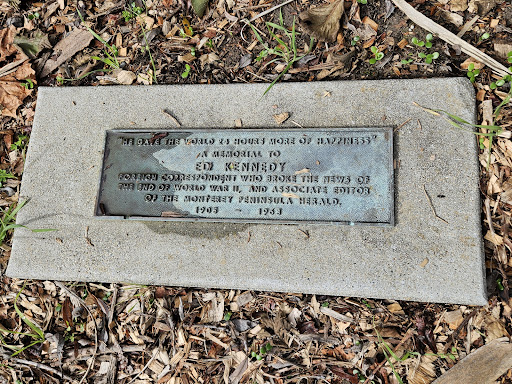 "HE GAVE THE WORLD 24 HOURS MORE OF HAPPINESS"
A MEMORIAL TO
ED KENNEDY
FOREIGN CORRESPONDENT WHO BROKE THE NEWS OF
THE END OF WORLD WAR II, AND ASSOCIATE EDITOR
OF THE MONTEREY PENINSULA HERALD.
1905 - 1963